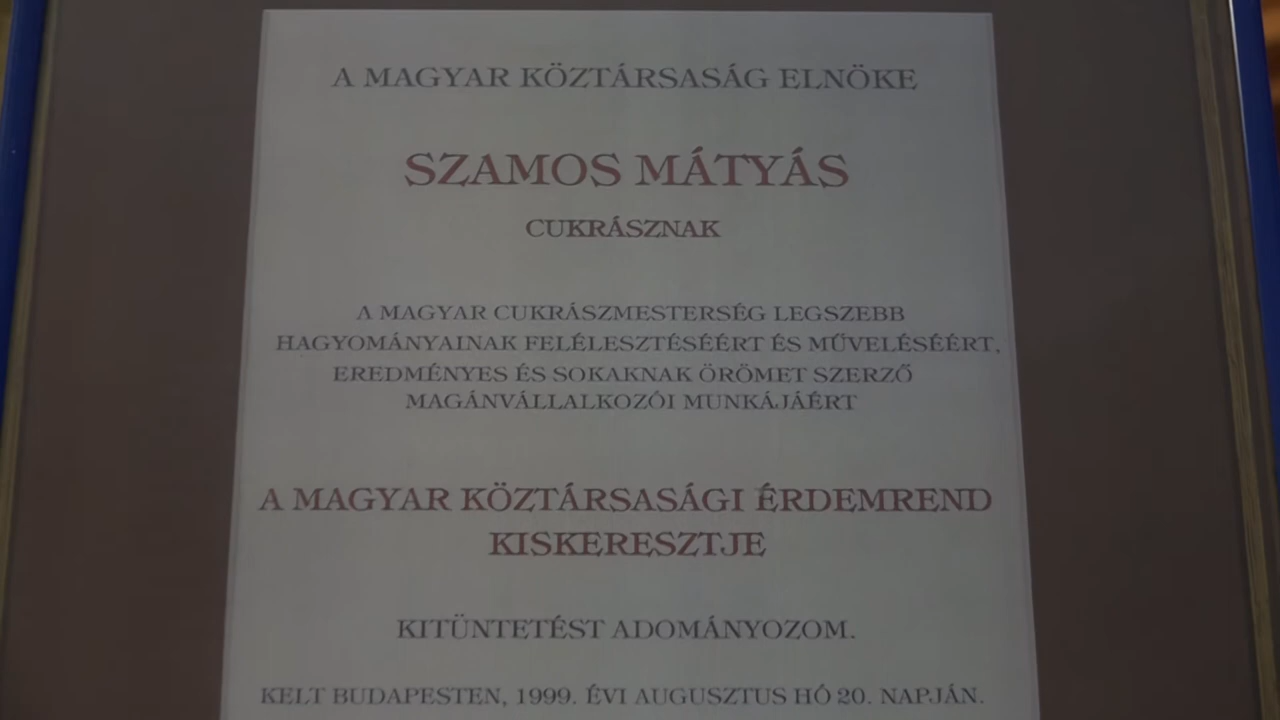 A MAGYAR KÖZTÁRSASÁG ELNÖKE
SZAMOS MÁTYÁS
CUKRÁSZNAK
A MAGYAR CUKRÁSZMESTERSÉG LEGSZEBB
HAGYOMÁNYAINAK FELÉLESZTÉSÉÉRT ÉS MŰVELÉSÉÉRT,
EREDMÉNYES ÉS SOKAKNAK ÖRÖMET SZERZŐ
MAGÁNVÁLLALKOZÓI MUNKÁJÁÉRT
A MAGYAR KÖZTÁRSASÁGI ÉRDEMREND
KISKERESZTJE
KITÜNTETÉST ADOMÁNYOZOM.
KELT BUDAPESTEN, 1999. ÉVI AUGUSZTUS HÓ 20. NAPJÁN.